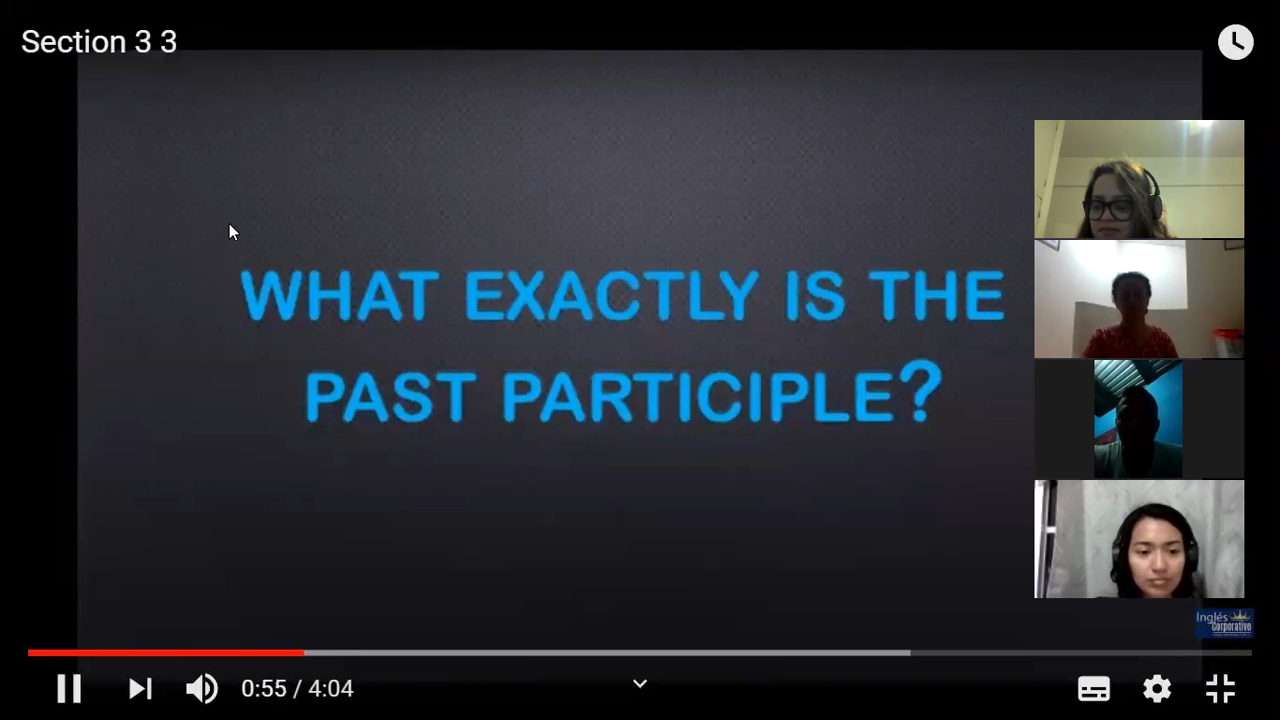 Section 3 3
WHAT EXACTLY IS THE
PAST PARTICIPLE?
Inglés
Corporativo
0:55 / 4:04